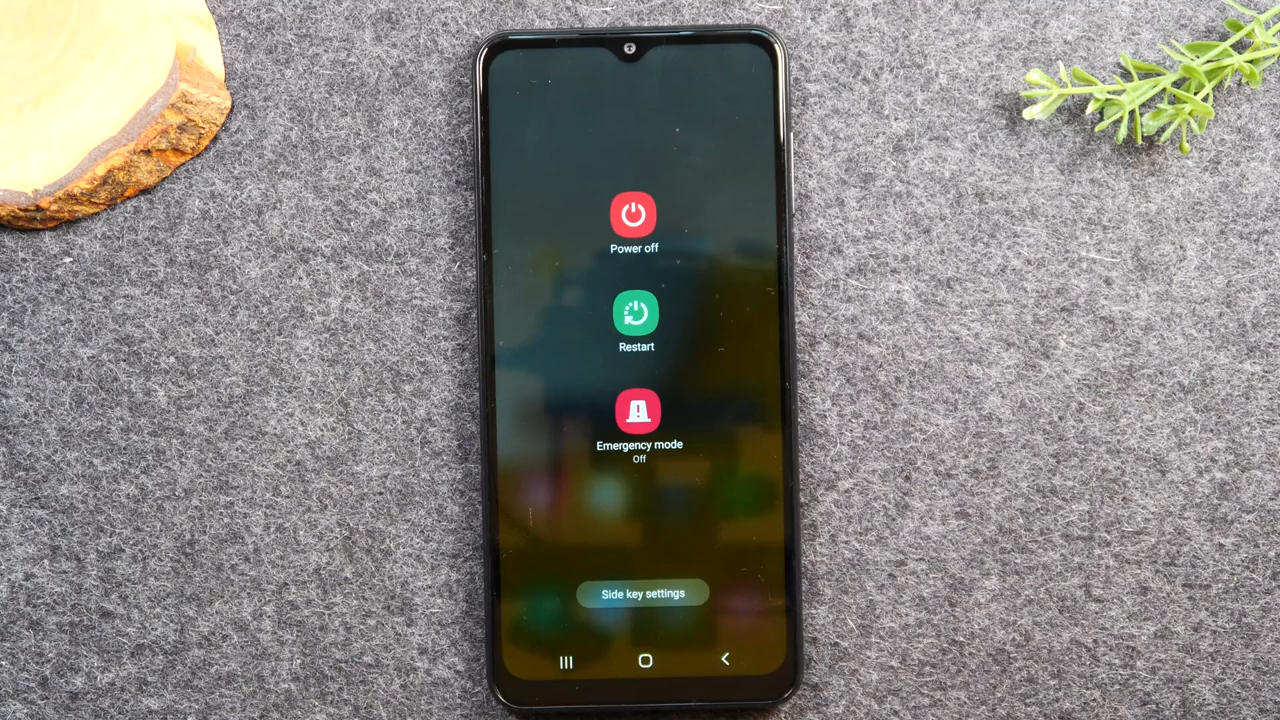 Power off
Restart
Emergency mode
Off
Side key settings